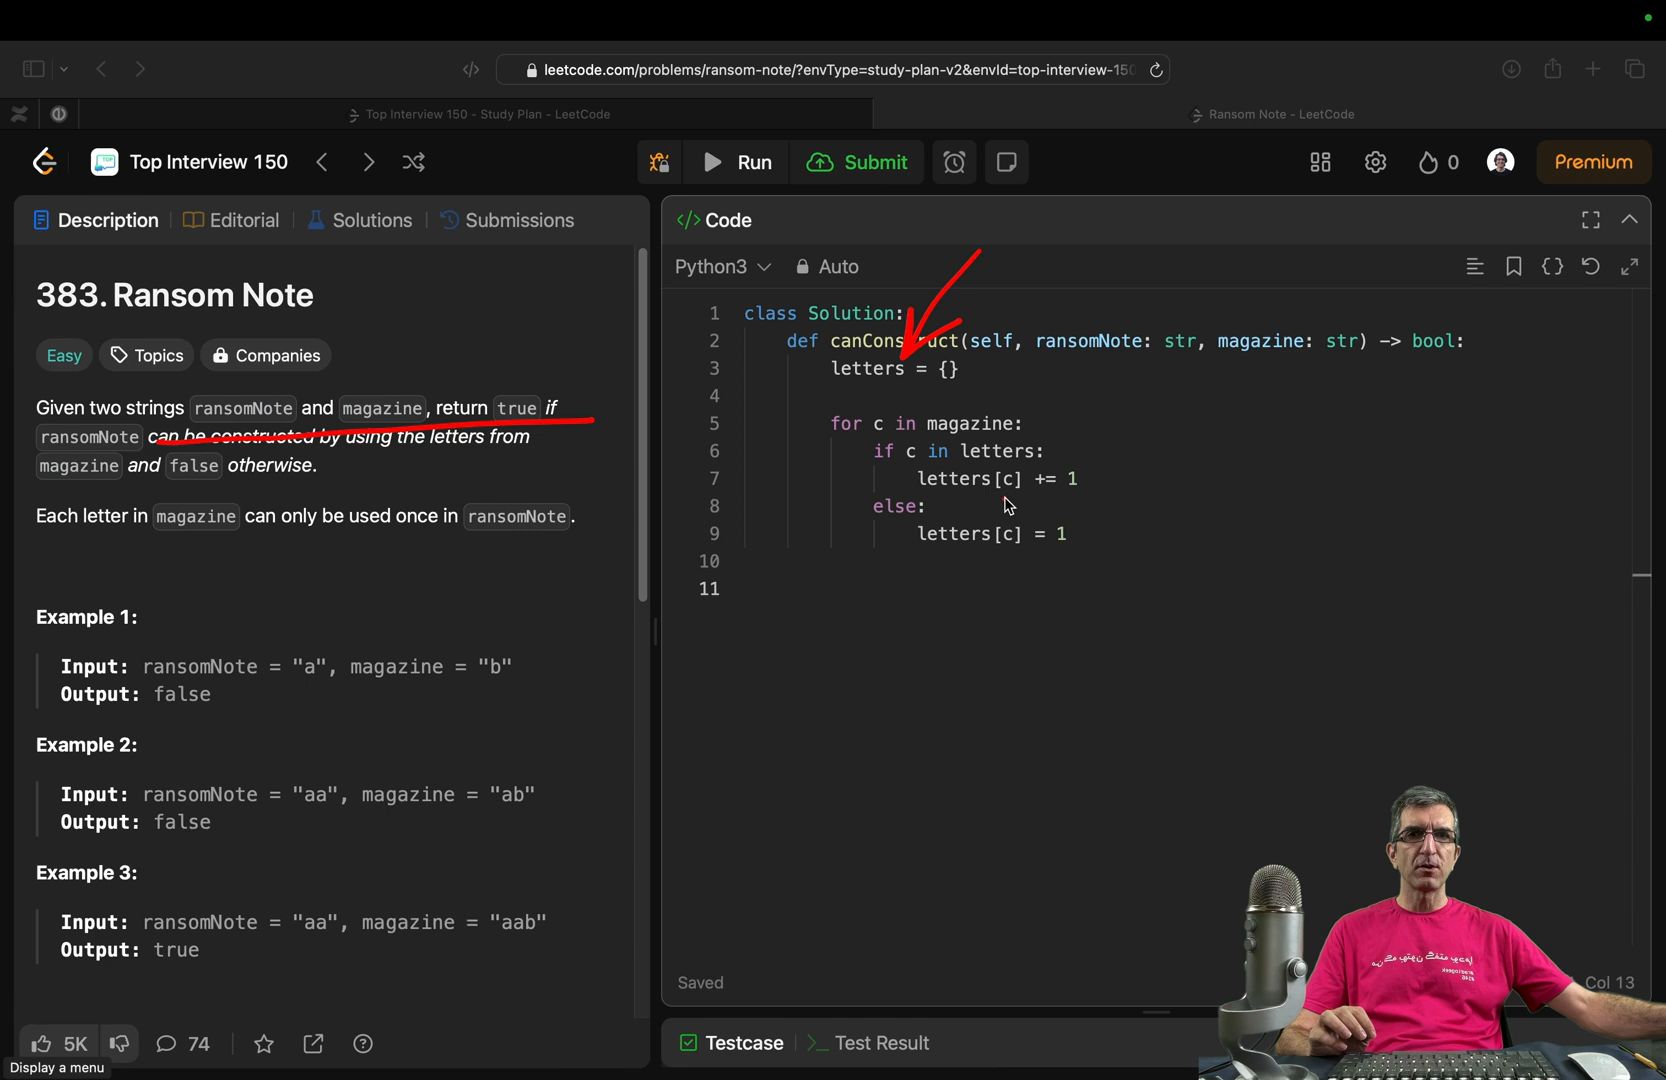 leetcode.com/problems/ransom-note/?envType=study-plan-v2&envId=top-interview-150
Top Interview 150 - Study Plan - LeetCode
Ransom Note - LeetCode
Top Interview 150
Run
Submit
0
Premium
Description
Editorial
Solutions
Submissions
383. Ransom Note
Easy
Topics
Companies
Given two strings ransomNote and magazine, return true if
ransomNote can be constructed by using the letters from
magazine and false otherwise.
Each letter in magazine can only be used once in ransomNote.
Example 1:
Input: ransomNote = "a", magazine = "b"
Output: false
Example 2:
Input: ransomNote = "aa", magazine = "ab"
Output: false
Example 3:
Input: ransomNote = "aa", magazine = "aab"
Output: true
5K
74
Display a menu
</> Code
Python3
Auto
1 class Solution:
2 def canConstruct(self, ransomNote: str, magazine: str) -> bool:
3 letters = {}
4
5 for c in magazine:
6 if c in letters:
7 letters[c] += 1
8 else:
9 letters[c] = 1
10
11
Saved
Col 13
Testcase
Test Result